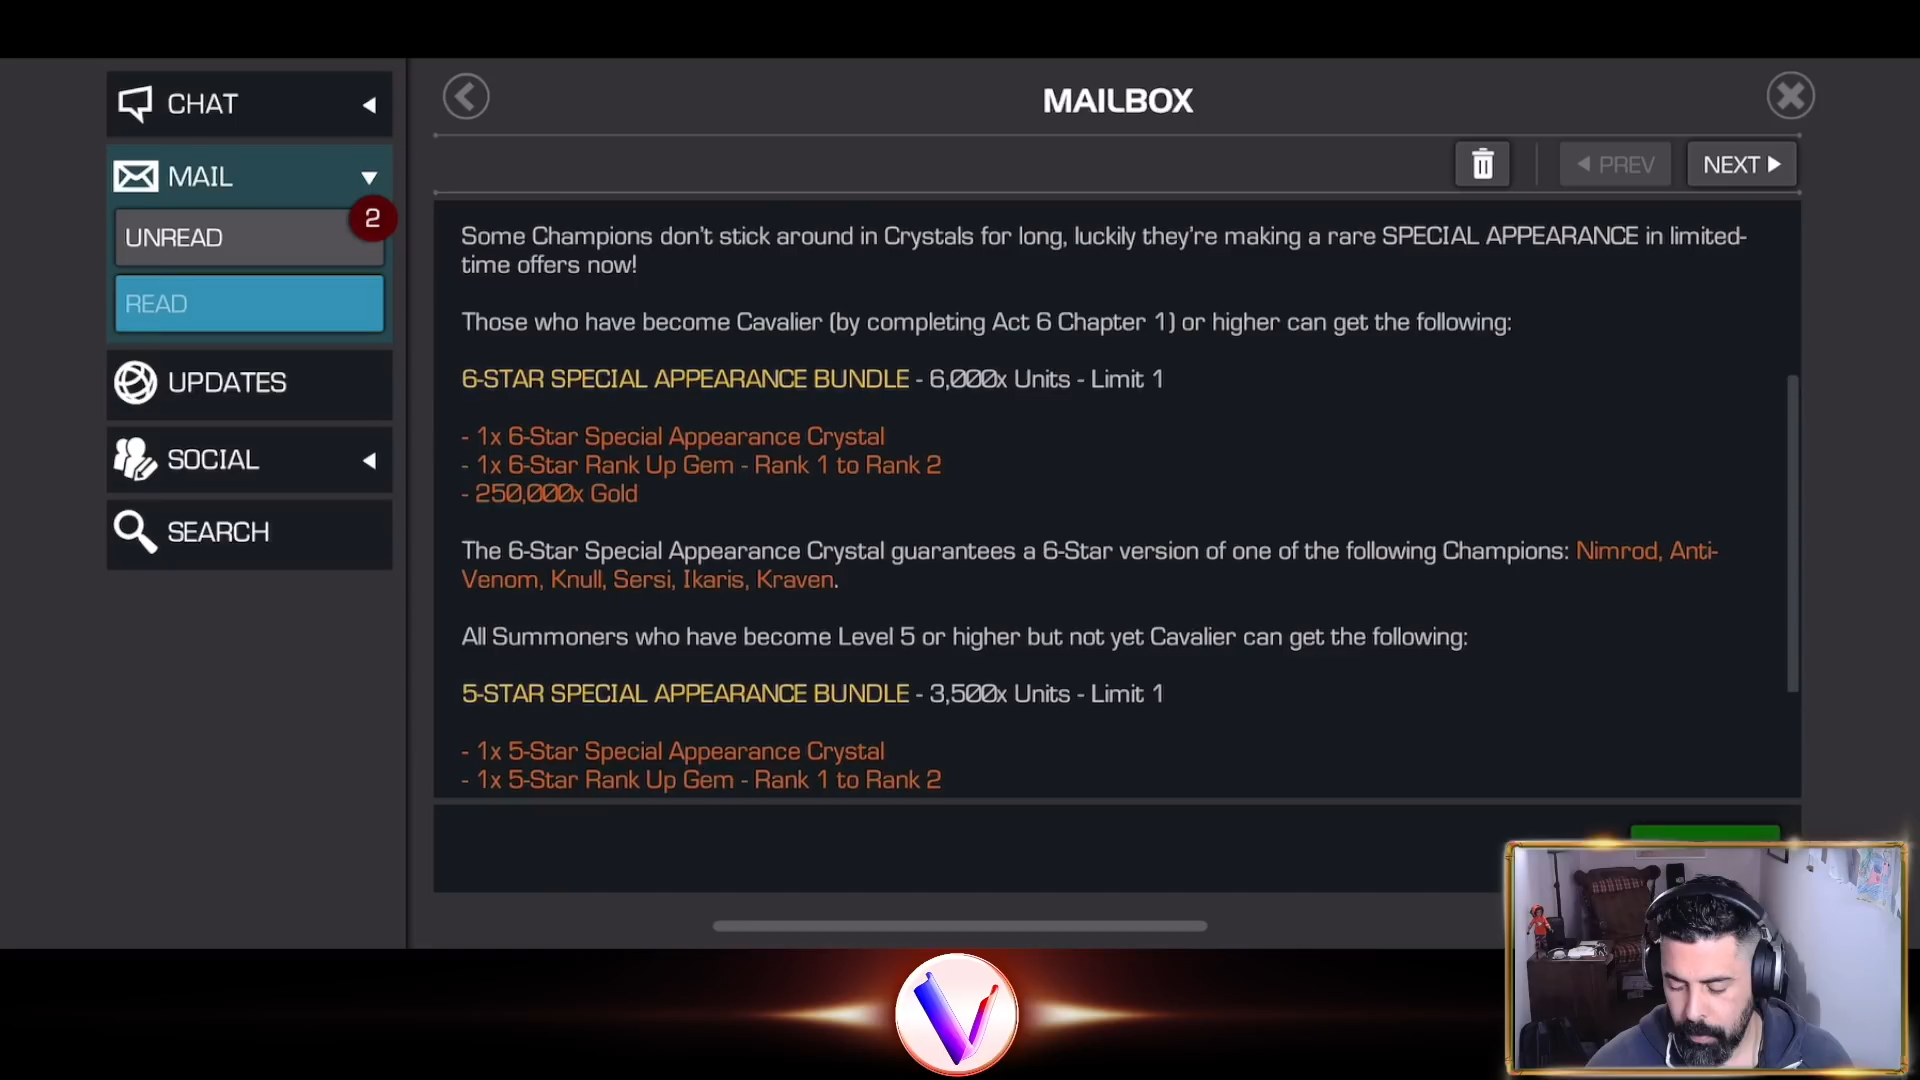 CHAT
MAIL
2
UNREAD
READ
UPDATES
SOCIAL
SEARCH
MAILBOX
PREV
NEXT
Some Champions don't stick around in Crystals for long, luckily they're making a rare SPECIAL APPEARANCE in limited-
time offers now!
Those who have become Cavalier (by completing Act 6 Chapter 1) or higher can get the following:
6-STAR SPECIAL APPEARANCE BUNDLE - 6,000x Units - Limit 1
- 1x 6-Star Special Appearance Crystal
- 1x 6-Star Rank Up Gem - Rank 1 to Rank 2
- 250,000x Gold
The 6-Star Special Appearance Crystal guarantees a 6-Star version of one of the following Champions: Nimrod, Anti-
Venom, Knull, Sersi, Ikaris, Kraven.
All Summoners who have become Level 5 or higher but not yet Cavalier can get the following:
5-STAR SPECIAL APPEARANCE BUNDLE - 3,500x Units - Limit 1
- 1x 5-Star Special Appearance Crystal
- 1x 5-Star Rank Up Gem - Rank 1 to Rank 2